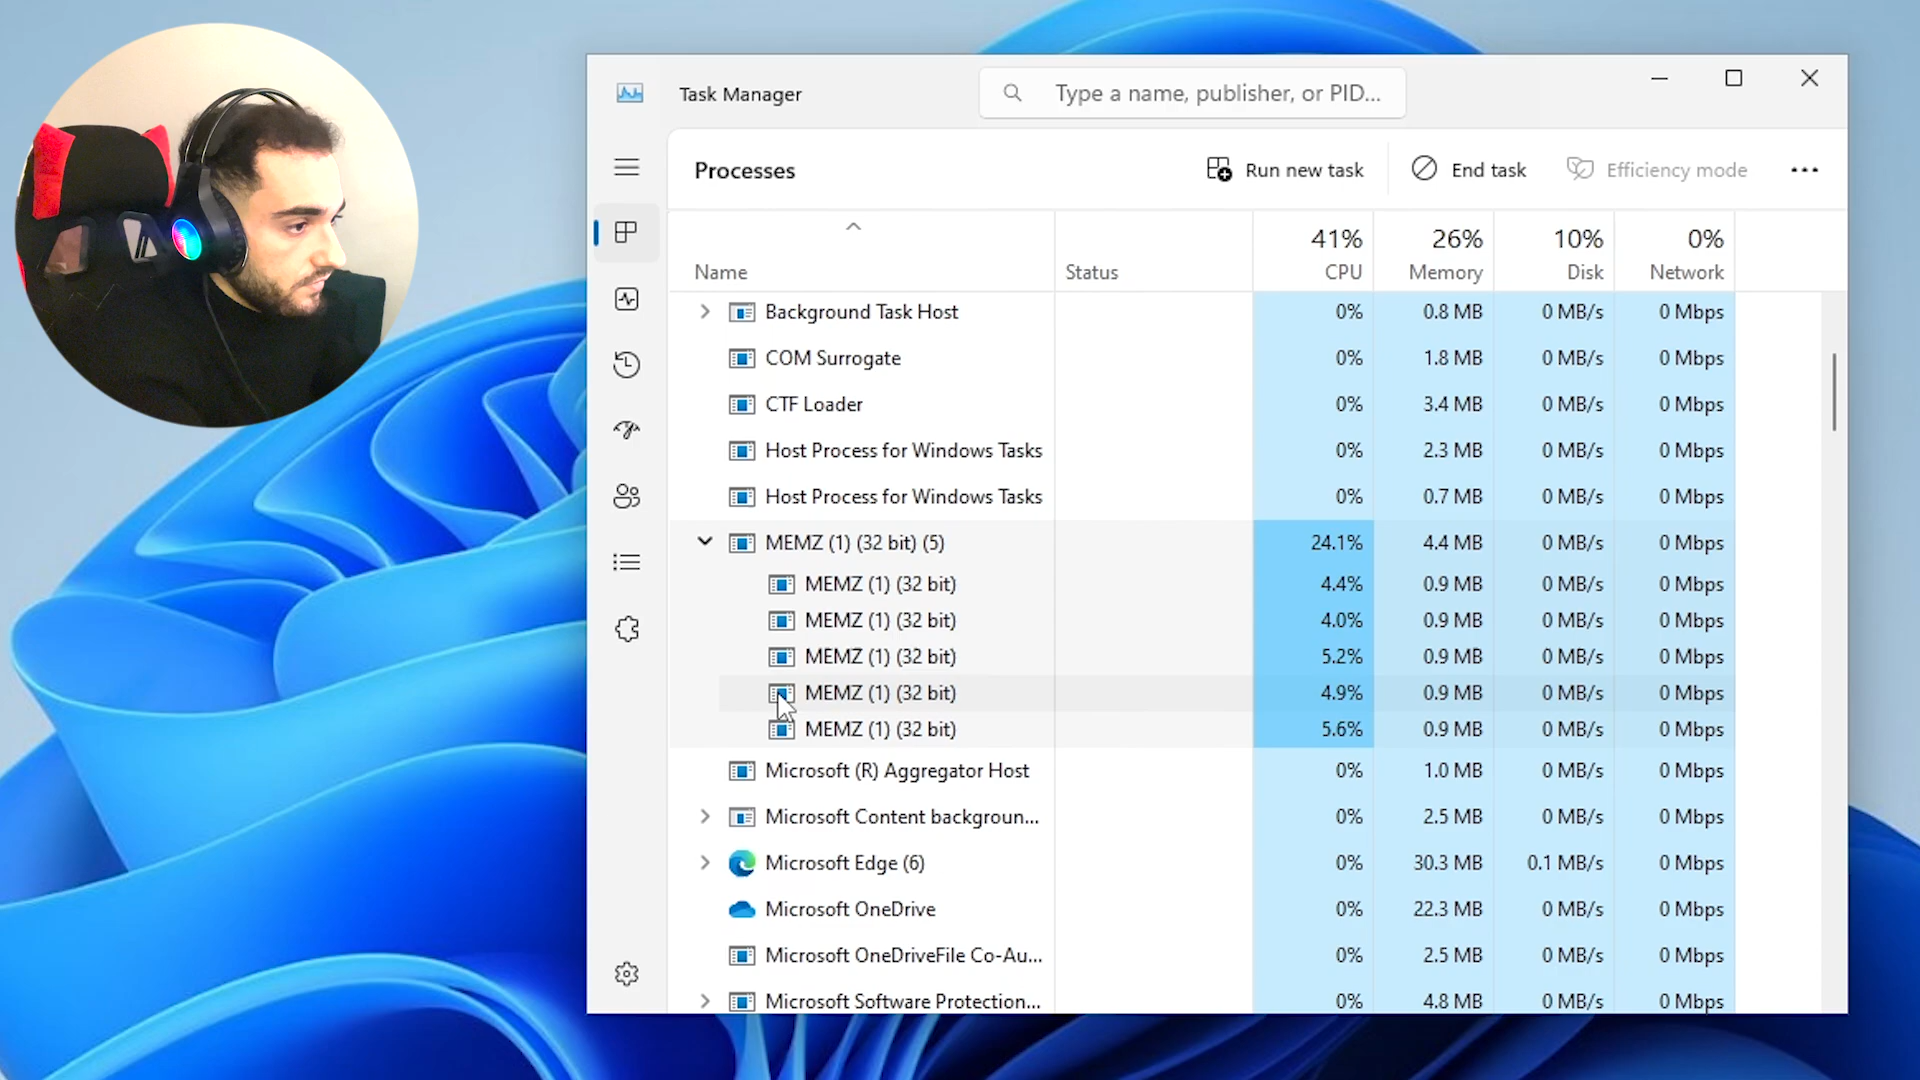 Task Manager
Type a name, publisher, or PID...
Processes
Run new task
End task
Efficiency mode
41% 26% 10% 0%
Name Status CPU Memory Disk Network
Background Task Host 0% 0.8 MB 0 MB/s 0 Mbps
COM Surrogate 0% 1.8 MB 0 MB/s 0 Mbps
CTF Loader 0% 3.4 MB 0 MB/s 0 Mbps
Host Process for Windows Tasks 0% 2.3 MB 0 MB/s 0 Mbps
Host Process for Windows Tasks 0% 0.7 MB 0 MB/s 0 Mbps
MEMZ (1) (32 bit) (5) 24.1% 4.4 MB 0 MB/s 0 Mbps
MEMZ (1) (32 bit) 4.4% 0.9 MB 0 MB/s 0 Mbps
MEMZ (1) (32 bit) 4.0% 0.9 MB 0 MB/s 0 Mbps
MEMZ (1) (32 bit) 5.2% 0.9 MB 0 MB/s 0 Mbps
MEMZ (1) (32 bit) 4.9% 0.9 MB 0 MB/s 0 Mbps
MEMZ (1) (32 bit) 5.6% 0.9 MB 0 MB/s 0 Mbps
Microsoft (R) Aggregator Host 0% 1.0 MB 0 MB/s 0 Mbps
Microsoft Content backgroun... 0% 2.5 MB 0 MB/s 0 Mbps
Microsoft Edge (6) 0% 30.3 MB 0.1 MB/s 0 Mbps
Microsoft OneDrive 0% 22.3 MB 0 MB/s 0 Mbps
Microsoft OneDriveFile Co-Au... 0% 2.5 MB 0 MB/s 0 Mbps
Microsoft Software Protection... 0% 4.8 MB 0 MB/s 0 Mbps